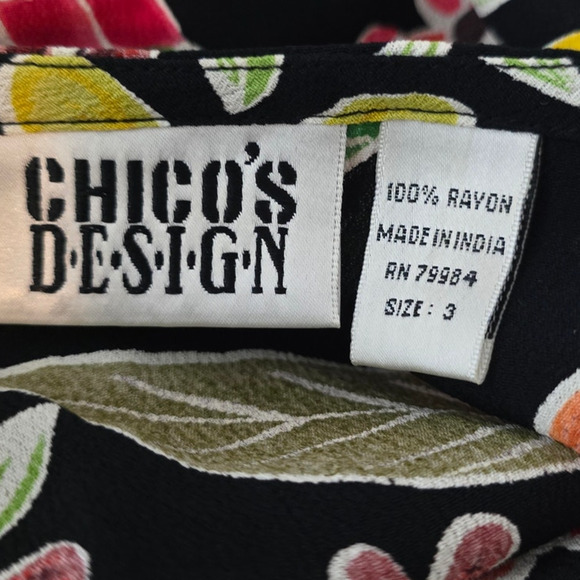 CHICO'S
D·E·S·I·G·N
100% RAYON
MADE IN INDIA
RN 79984
SIZE: 3